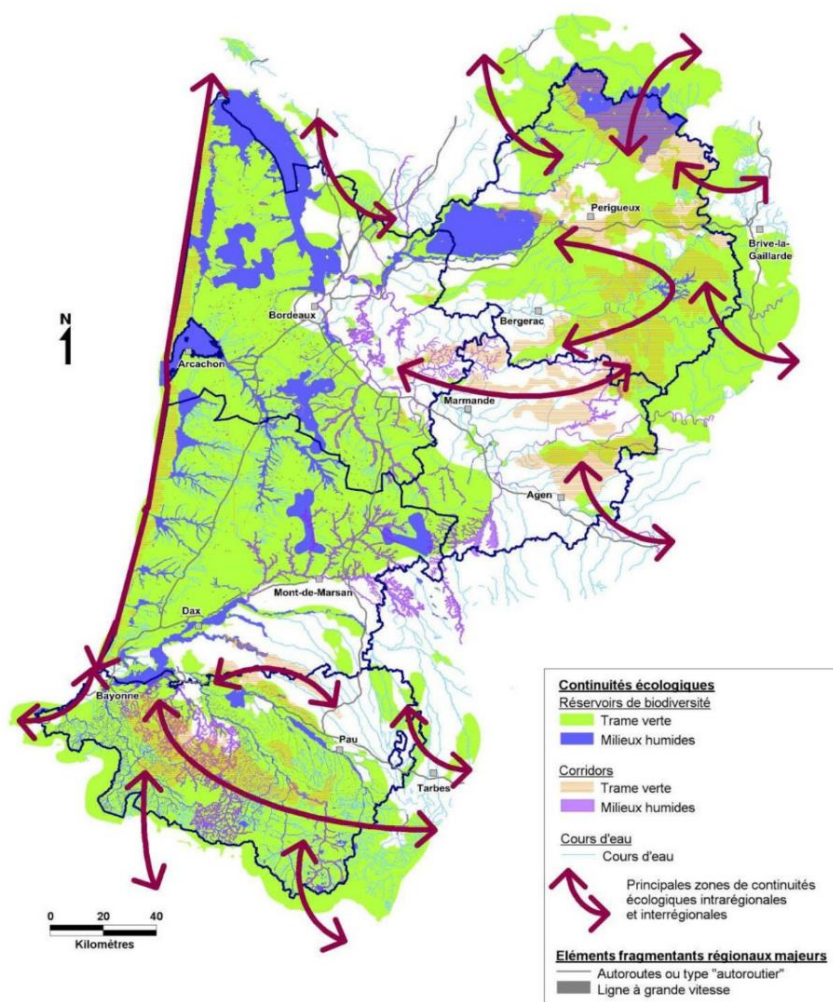 Perigueux
Brive-la-
Gaillarde
N
Bordeaux
Bergerac
Arcachon
Marmande
Agen
Mont-de-Marsan
Dax
Bayonne
Pau
Tarbes
0 20 40
Kilométres
Continuités écologiques
Réservoirs de biodiversité
Trame verte
Milieux humides
Corridors
Trame verte
Milieux humides
Cours d'eau
Cours d'eau
Principales zones de continuités
écologiques intrarégionales
et interrégionales
Eléments fragmentants régionaux majeurs
Autoroutes ou type "autoroutier"
Ligne à grande vitesse